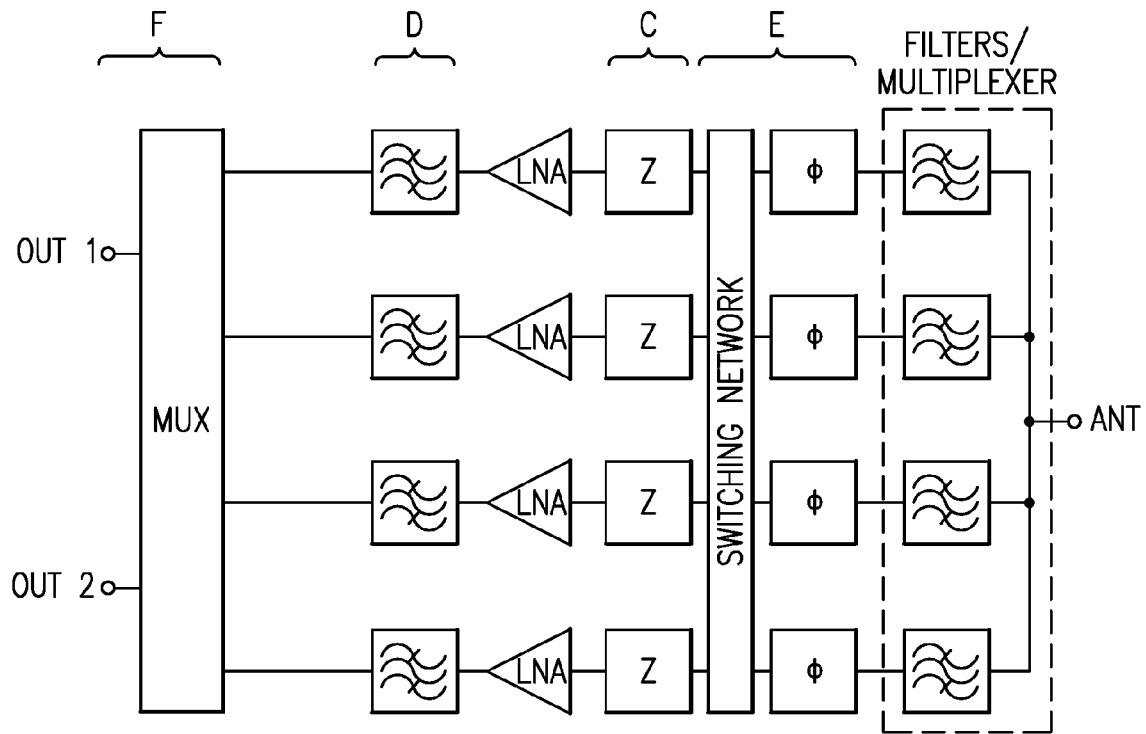 F
D
C
E
FILTERS/
MULTIPLEXER
LNA
Z
ϕ
OUT 1
LNA
Z
ϕ
MUX
SWITCHING NETWORK
ANT
LNA
Z
ϕ
OUT 2
LNA
Z
ϕ